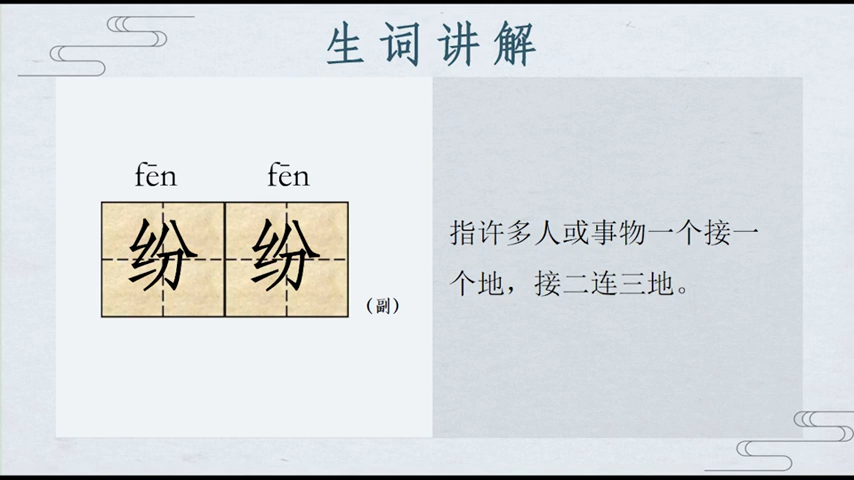 生词讲解
fēn fēn
纷纷
（副）
指许多人或事物一个接一
个地，接二连三地。